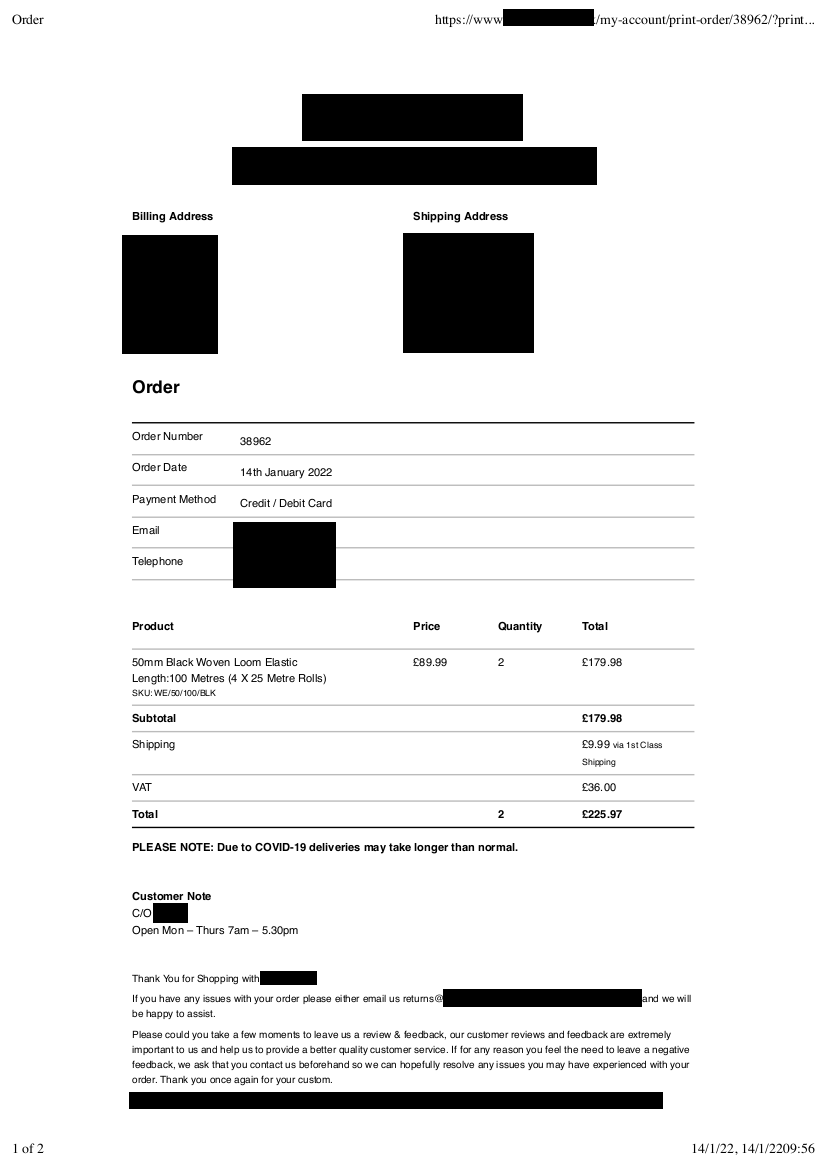 Order https://www /my-account/print-order/38962/?print...
Billing Address Shipping Address
Order
Order Number 38962
Order Date 14th January 2022
Payment Method Credit / Debit Card
Email
Telephone
Product Price Quantity Total
50mm Black Woven Loom Elastic £89.99 2 £179.98
Length:100 Metres (4 X 25 Metre Rolls)
SKU: WE/50/100/BLK
Subtotal £179.98
Shipping £9.99 via 1st Class
Shipping
VAT £36.00
Total 2 £225.97
PLEASE NOTE: Due to COVID-19 deliveries may take longer than normal.
Customer Note
C/O
Open Mon – Thurs 7am – 5.30pm
Thank You for Shopping with
If you have any issues with your order please either email us returns@ and we will
be happy to assist.
Please could you take a few moments to leave us a review & feedback, our customer reviews and feedback are extremely
important to us and help us to provide a better quality customer service. If for any reason you feel the need to leave a negative
feedback, we ask that you contact us beforehand so we can hopefully resolve any issues you may have experienced with your
order. Thank you once again for your custom.
1 of 2 14/1/22, 14/1/2209:56